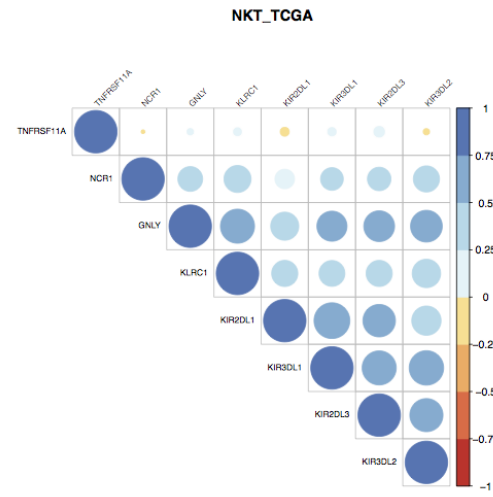 NKT_TCGA
TNFRSF11A
NCR1
GNLY
KLRC1
KIR2DL1
KIR3DL1
KIR2DL3
KIR3DL2
TNFRSF11A
NCR1
GNLY
KLRC1
KIR2DL1
KIR3DL1
KIR2DL3
KIR3DL2
1
0.75
0.5
0.25
0
-0.2
-0.5
-0.7
-1